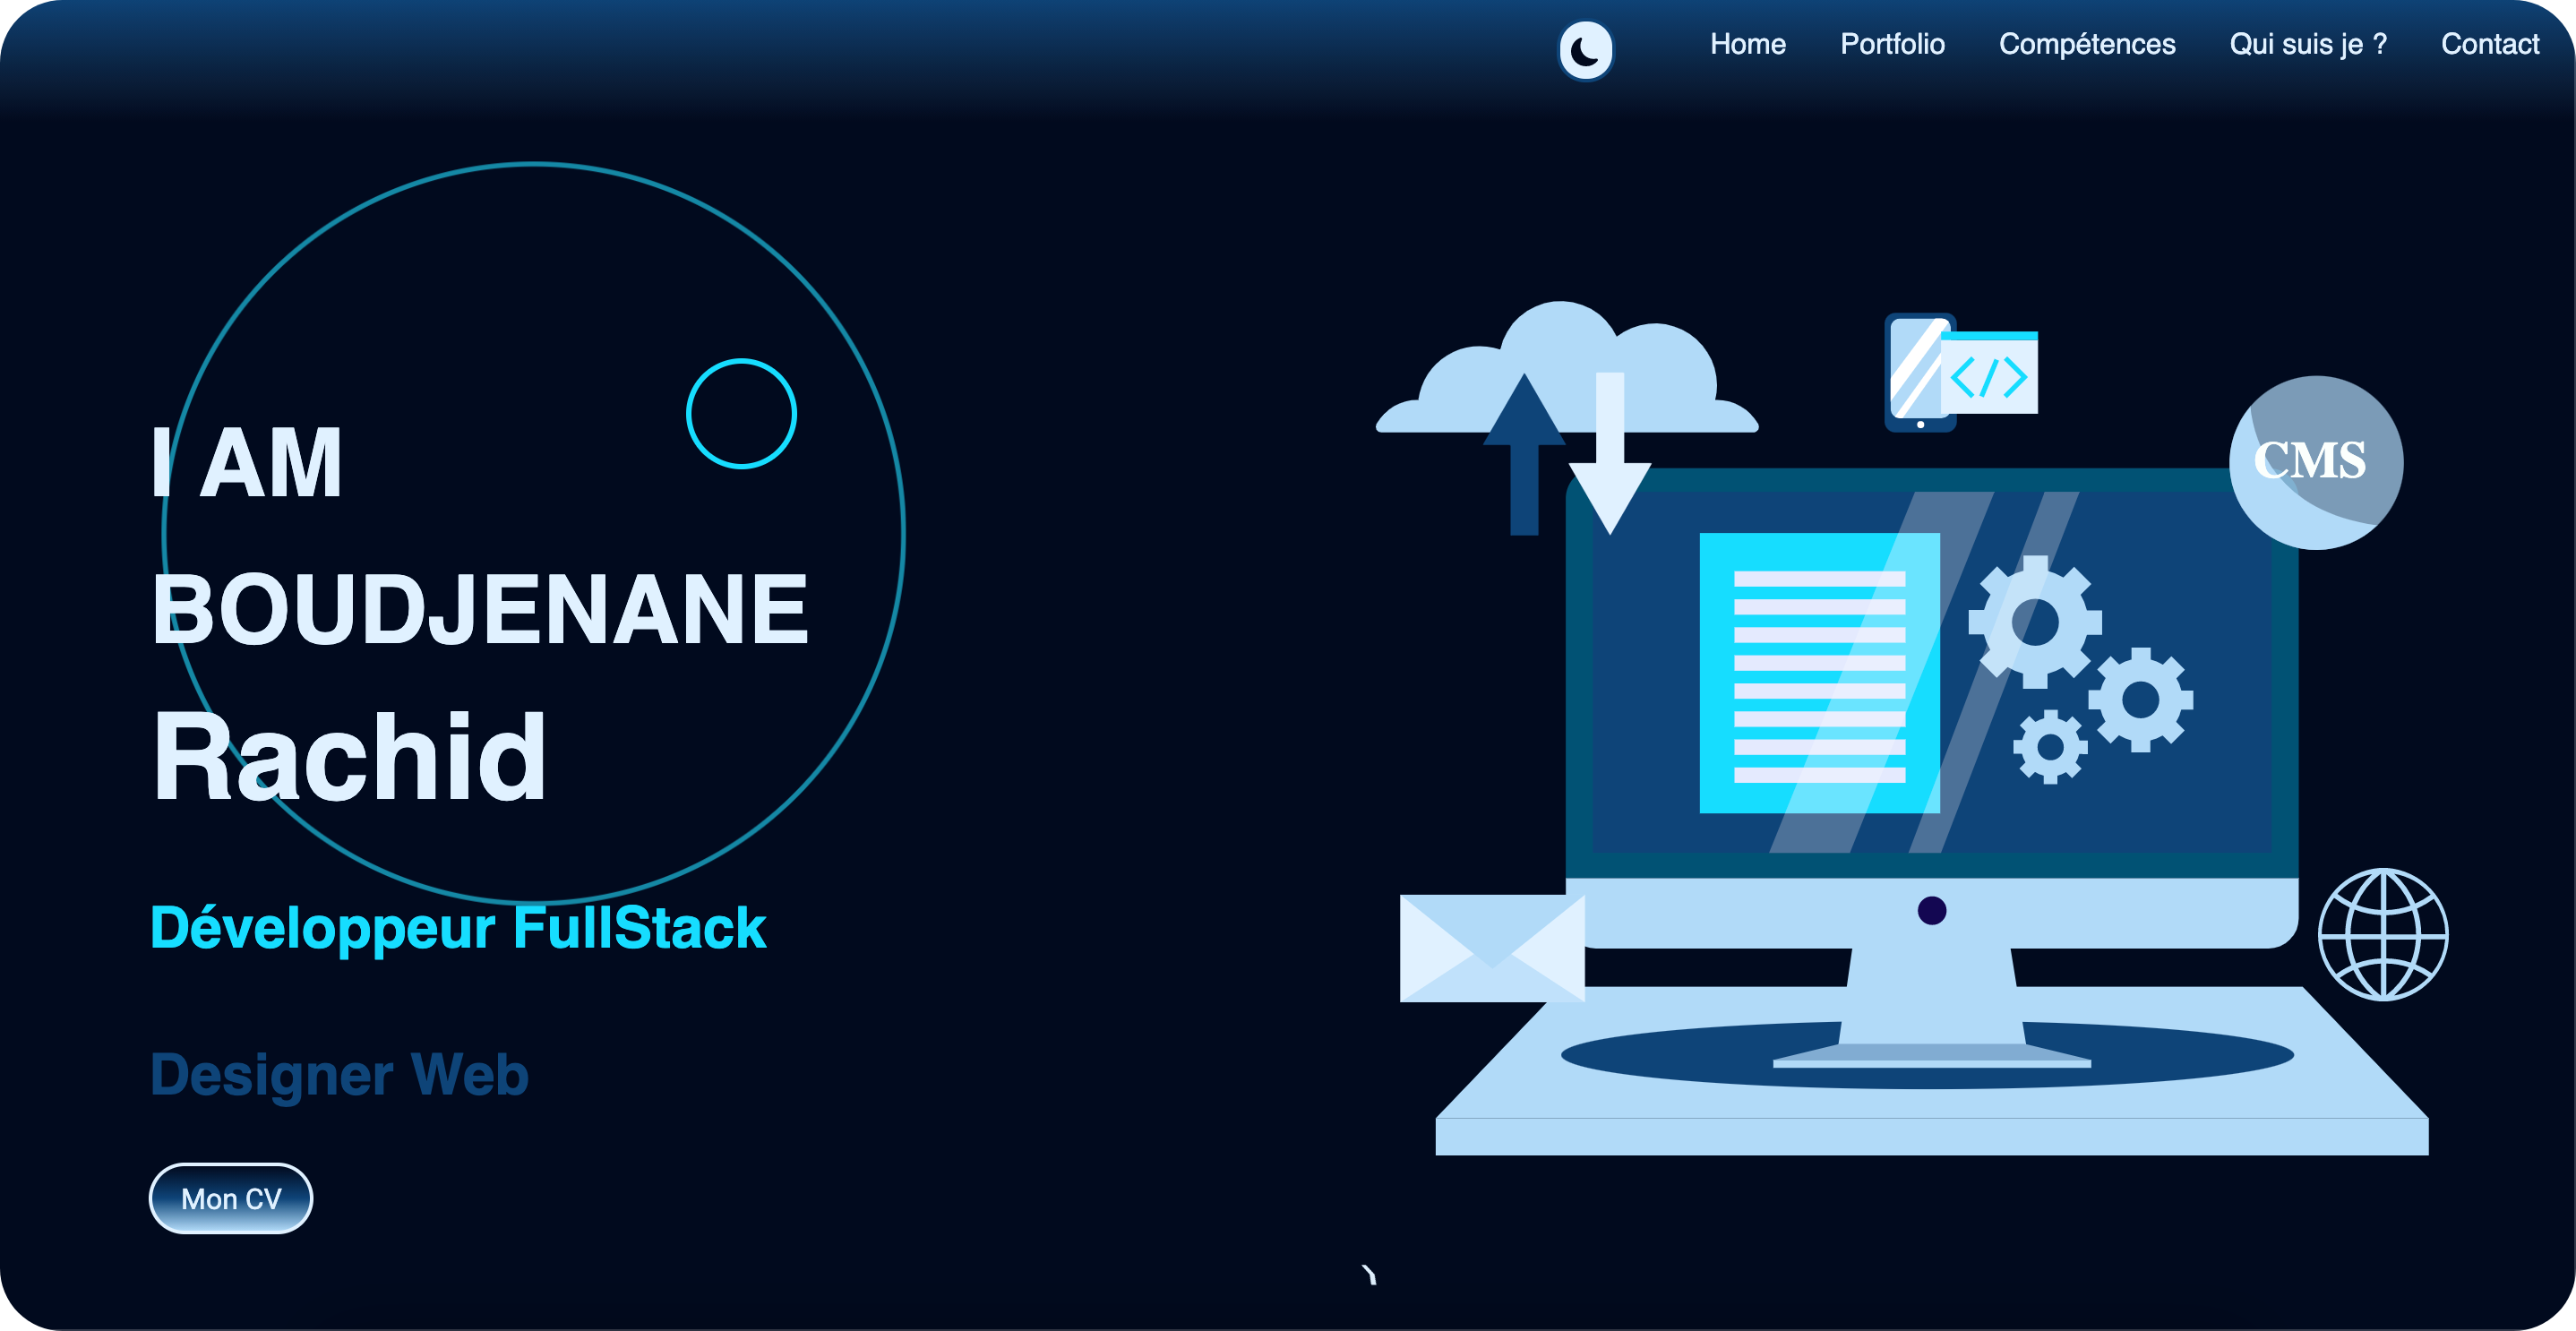 Home Portfolio Compétences Qui suis je ? Contact
I AM
BOUDJENANE
Rachid
Développeur FullStack
Designer Web
Mon CV
</>
CMS